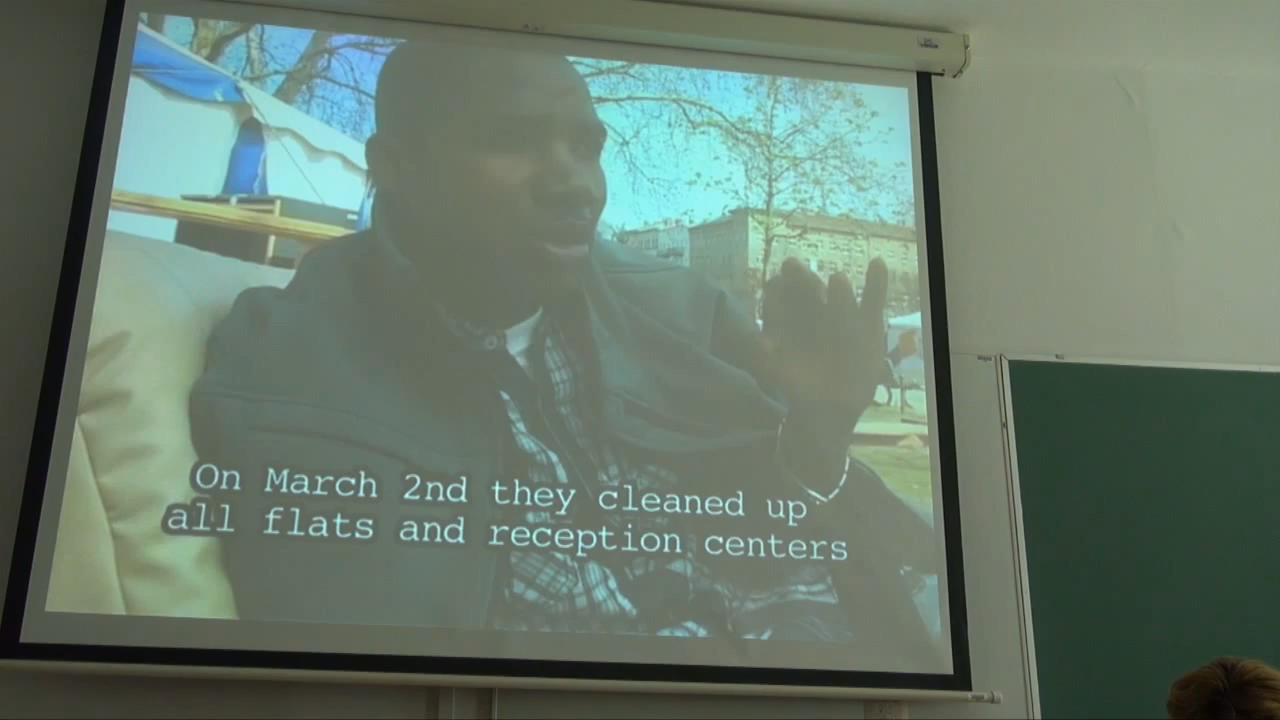 On March 2nd they cleaned up
all flats and reception centers